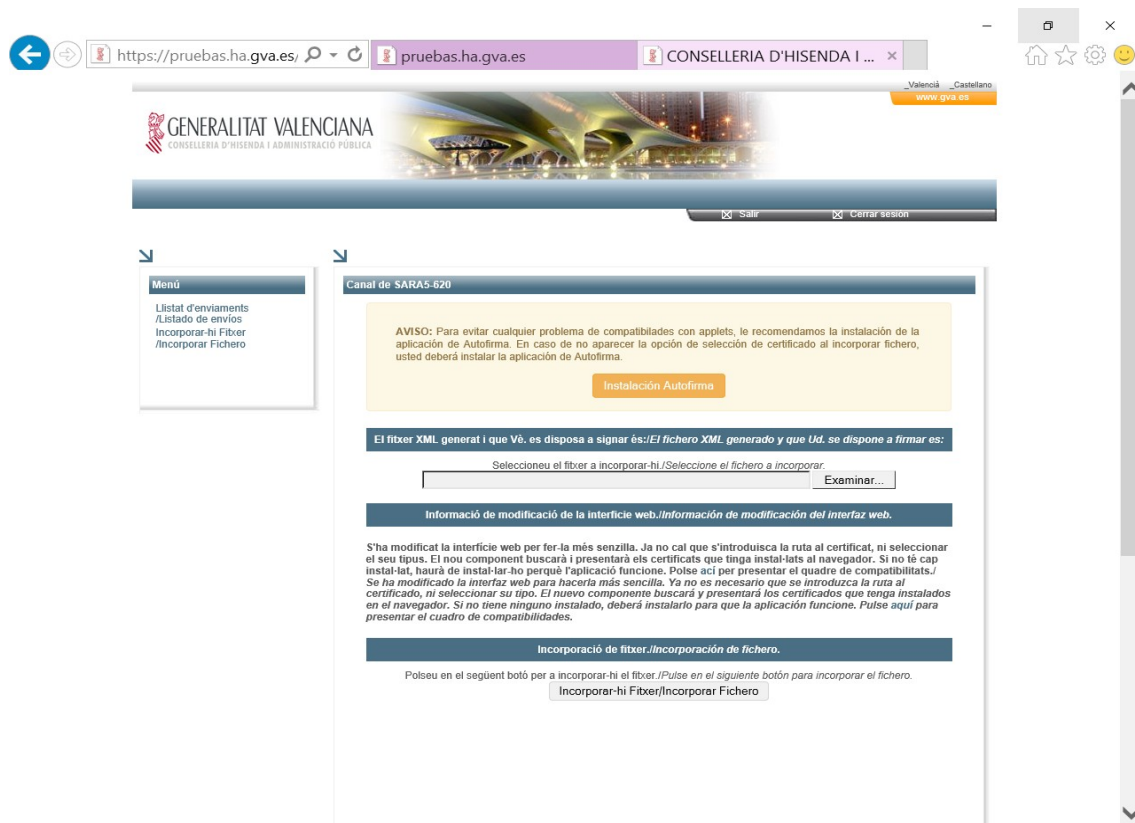 https://pruebas.ha.gva.es/
pruebas.ha.gva.es
CONSELLERIA D'HISENDA I ...
_Valencià _Castellano
www.gva.es
GENERALITAT VALENCIANA
CONSELLERIA D'HISENDA I ADMINISTRACIÓ PÚBLICA
Salir
Cerrar sesión
Menú
Llistat d'enviaments
/Listado de envíos
Incorporar-hi Fitxer
/Incorporar Fichero
Canal de SARA5-620
AVISO: Para evitar cualquier problema de compatibilades con applets, le recomendamos la instalación de la
aplicación de Autofirma. En caso de no aparecer la opción de selección de certificado al incorporar fichero,
usted deberá instalar la aplicación de Autofirma.
Instalación Autofirma
El fitxer XML generat i que Vè. es disposa a signar és:/El fichero XML generado y que Ud. se dispone a firmar es:
Seleccioneu el fitxer a incorporar-hi./Seleccione el fichero a incorporar.
Examinar...
Informació de modificació de la interficie web./Información de modificación del interfaz web.
S'ha modificat la interfície web per fer-la mès senzilla. Ja no cal que s'introduisca la ruta al certificat, ni seleccionar
el seu tipus. El nou component buscarà i presentarà els certificats que tinga instal·lats al navegador. Si no té cap
instal·lat, haurà de instal·lar-ho perquè l'aplicació funcione. Polse ací per presentar el quadre de compatibilitats./
Se ha modificado la interfaz web para hacerla más sencilla. Ya no es necesario que se introduzca la ruta al
certificado, ni seleccionar su tipo. El nuevo componente buscará y presentará los certificados que tenga instalados
en el navegador. Si no tiene ninguno instalado, deberá instalarlo para que la aplicación funcione. Pulse aquí para
presentar el cuadro de compatibilidades.
Incorporació de fitxer./Incorporación de fichero.
Polseu en el següent botó per a incorporar-hi el fitxer./Pulse en el siguiente botón para incorporar el fichero.
Incorporar-hi Fitxer/Incorporar Fichero